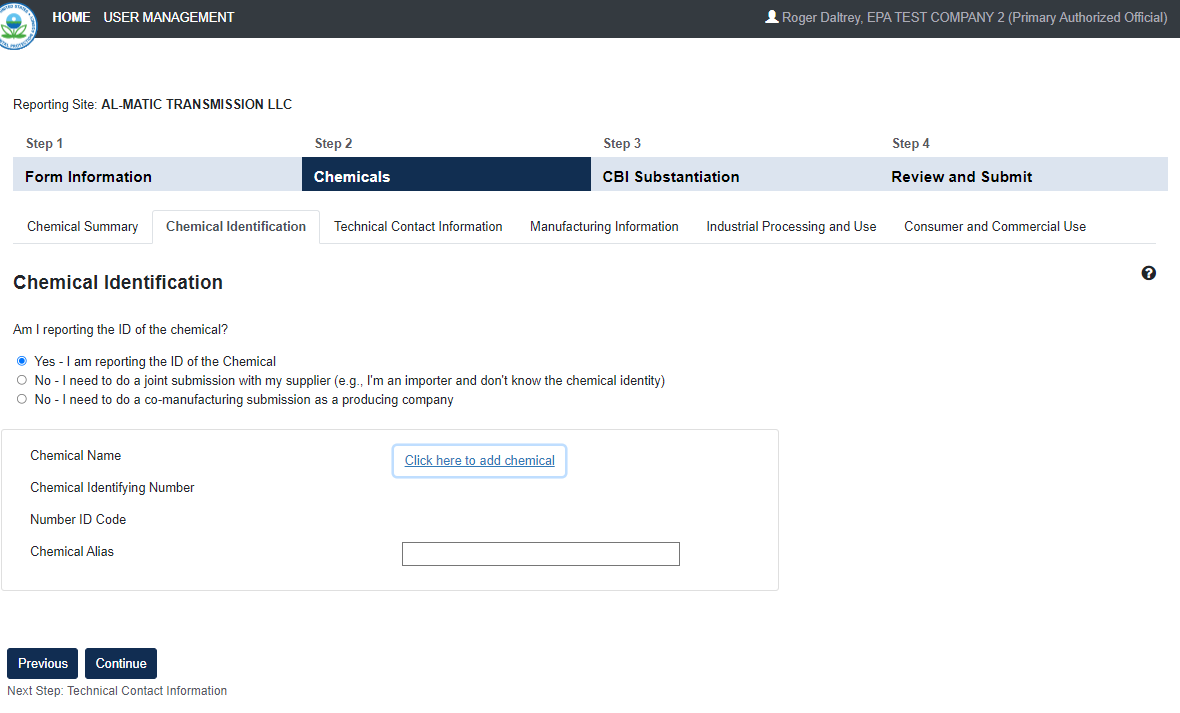 HOME USER MANAGEMENT Roger Daltrey, EPA TEST COMPANY 2 (Primary Authorized Official)
Reporting Site: AL-MATIC TRANSMISSION LLC
Step 1 Step 2 Step 3 Step 4
Form Information Chemicals CBI Substantiation Review and Submit
Chemical Summary Chemical Identification Technical Contact Information Manufacturing Information Industrial Processing and Use Consumer and Commercial Use
Chemical Identification
Am I reporting the ID of the chemical?
Yes - I am reporting the ID of the Chemical
No - I need to do a joint submission with my supplier (e.g., I'm an importer and don't know the chemical identity)
No - I need to do a co-manufacturing submission as a producing company
Chemical Name Click here to add chemical
Chemical Identifying Number
Number ID Code
Chemical Alias
Previous Continue
Next Step: Technical Contact Information